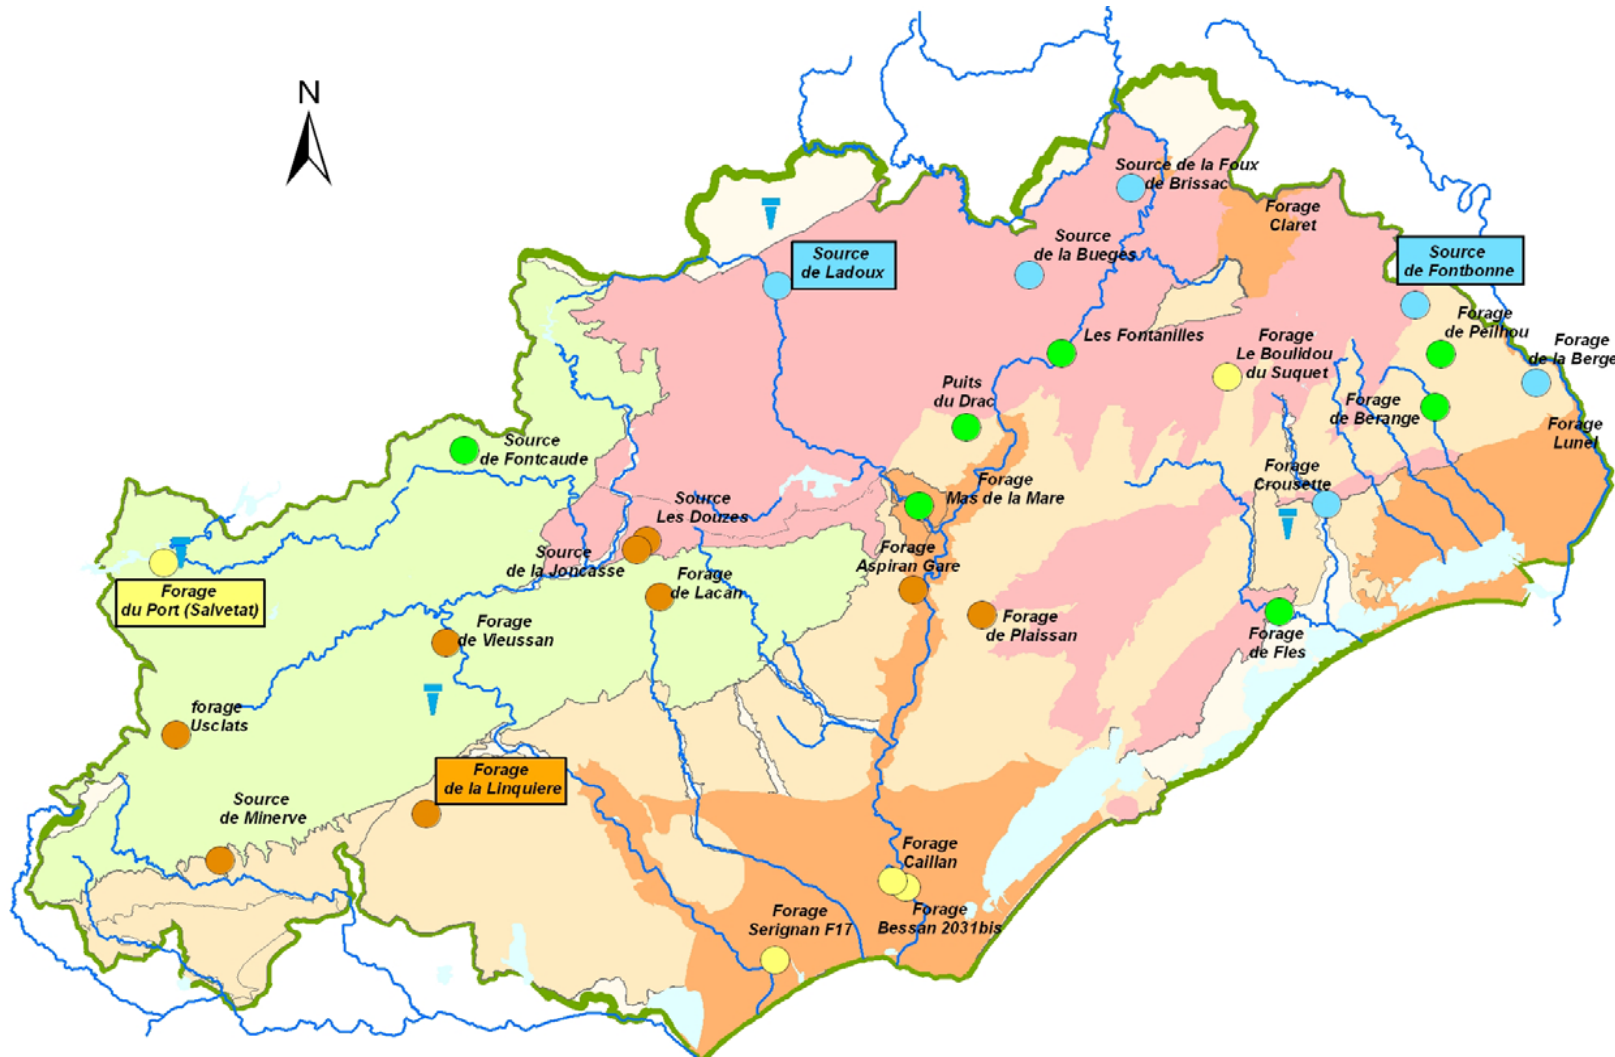 N
Source de la Foux
de Brissac
Forage
Claret
Source
de Ladoux
Source
de la Bueges
Source
de Fontbonne
Les Fontanilles
Forage
Le Boulidou
du Suquet
Forage
de Peilhou
Forage
de la Berge
Puits
du Drac
Forage
de Berange
Forage
Lunel
Source
de Fontcaude
Forage
Mas de la Mare
Forage
Crousette
Source
Les Douzes
Source
de la Joncasse
Forage
Aspiran Gare
Forage
du Port (Salvetat)
Forage
de Lacan
Forage
de Vieussan
Forage
de Plaissan
Forage
de Fles
forage
Usclats
Forage
de la Linquiere
Source
de Minerve
Forage
Caillan
Forage
Serignan F17
Forage
Bessan 2031bis